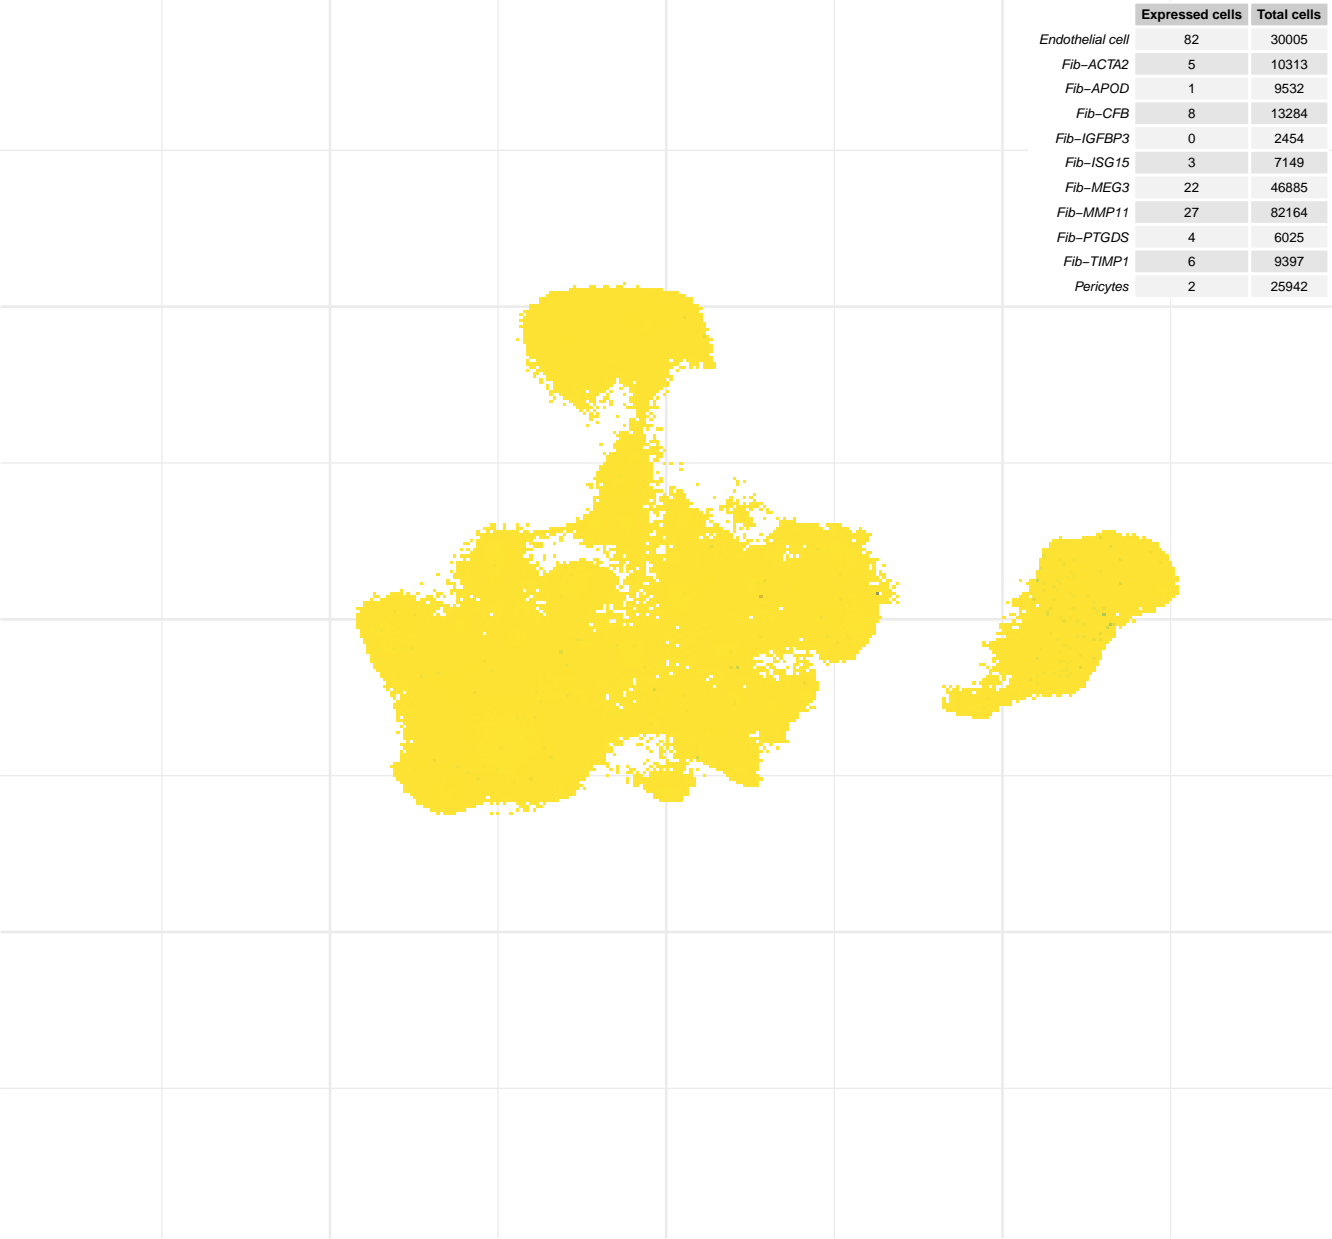 Expressed cells Total cells
Endothelial cell 82 30005
Fib−ACTA2 5 10313
Fib−APOD 1 9532
Fib−CFB 8 13284
Fib−IGFBP3 0 2454
Fib−ISG15 3 7149
Fib−MEG3 22 46885
Fib−MMP11 27 82164
Fib−PTGDS 4 6025
Fib−TIMP1 6 9397
Pericytes 2 25942